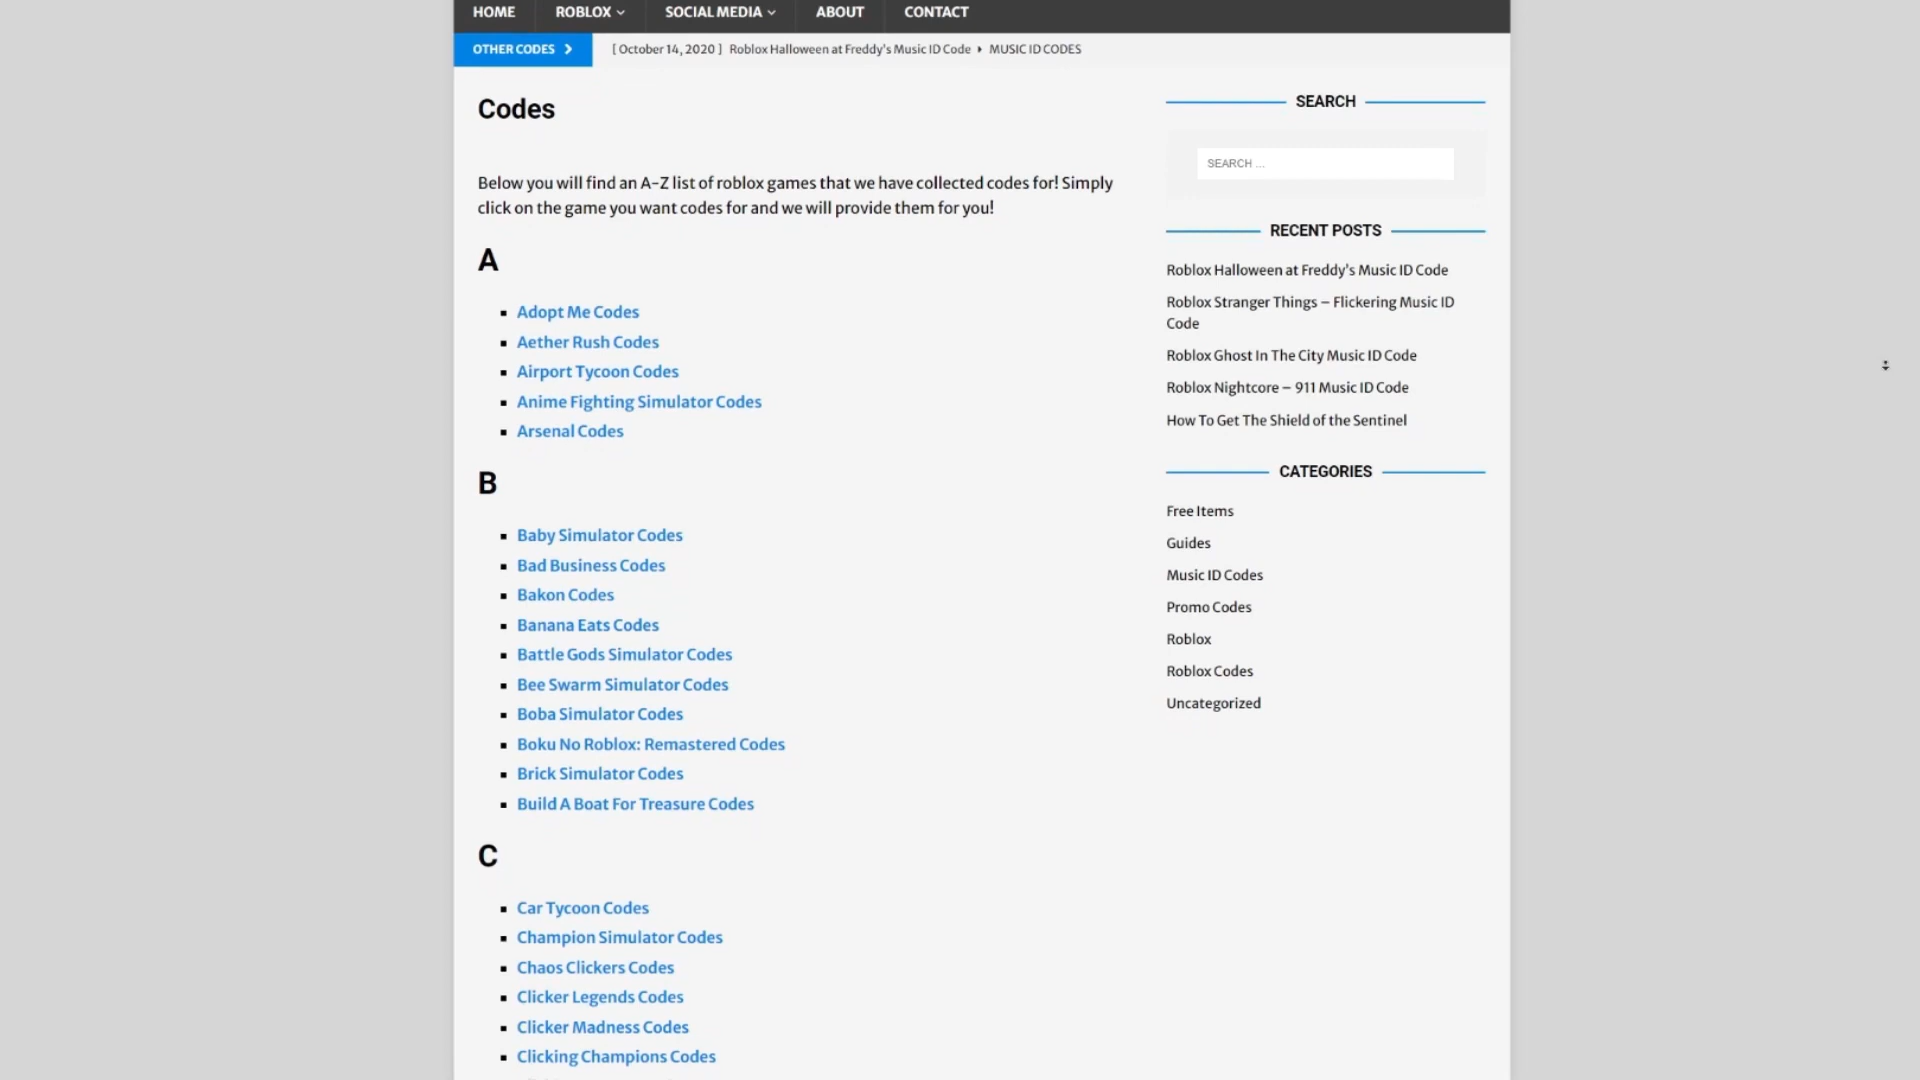 HOME ROBLOX SOCIAL MEDIA ABOUT CONTACT
OTHER CODES [ October 14, 2020 ] Roblox Halloween at Freddy's Music ID Code MUSIC ID CODES
Codes
Below you will find an A-Z list of roblox games that we have collected codes for! Simply
click on the game you want codes for and we will provide them for you!
A
Adopt Me Codes
Aether Rush Codes
Airport Tycoon Codes
Anime Fighting Simulator Codes
Arsenal Codes
B
Baby Simulator Codes
Bad Business Codes
Bakon Codes
Banana Eats Codes
Battle Gods Simulator Codes
Bee Swarm Simulator Codes
Boba Simulator Codes
Boku No Roblox: Remastered Codes
Brick Simulator Codes
Build A Boat For Treasure Codes
C
Car Tycoon Codes
Champion Simulator Codes
Chaos Clickers Codes
Clicker Legends Codes
Clicker Madness Codes
Clicking Champions Codes
SEARCH
SEARCH ...
RECENT POSTS
Roblox Halloween at Freddy's Music ID Code
Roblox Stranger Things – Flickering Music ID
Code
Roblox Ghost In The City Music ID Code
Roblox Nightcore – 911 Music ID Code
How To Get The Shield of the Sentinel
CATEGORIES
Free Items
Guides
Music ID Codes
Promo Codes
Roblox
Roblox Codes
Uncategorized